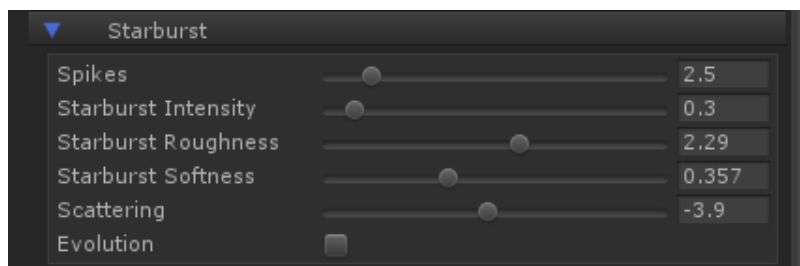 Starburst
Spikes 2.5
Starburst Intensity 0.3
Starburst Roughness 2.29
Starburst Softness 0.357
Scattering -3.9
Evolution